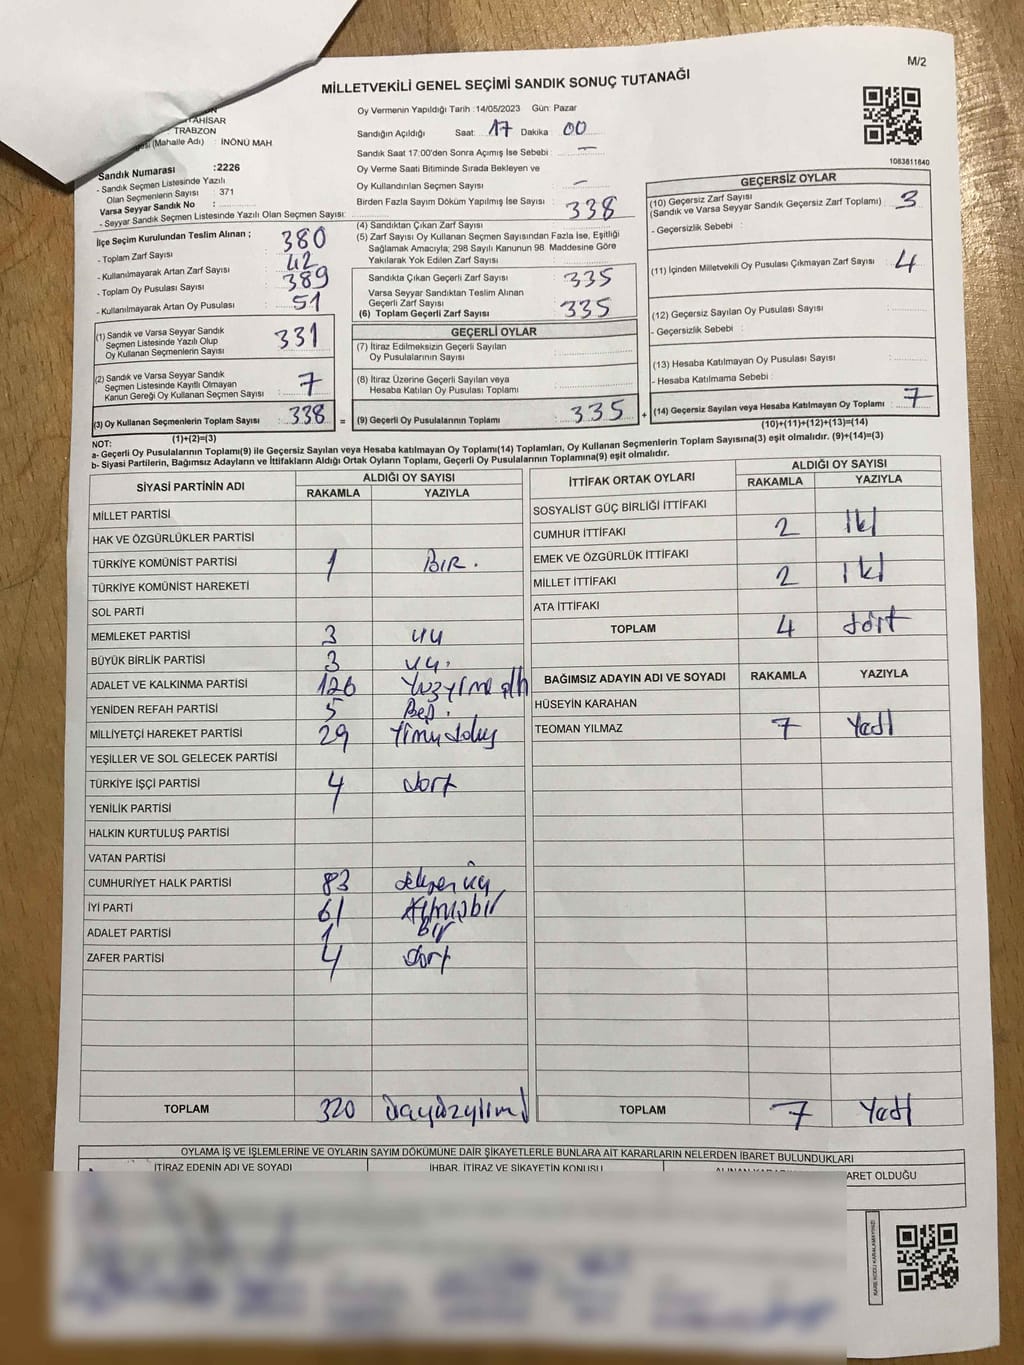 M/2
MİLLETVEKİLİ GENEL SEÇİMİ SANDIK SONUÇ TUTANAĞI
TRABZON
(Mahalle Adı) : İNÖNÜ MAH
Sandık Numarası :2226
- Sandık Seçmen Listesinde Yazılı
Olan Seçmenlerin Sayısı : 371
Varsa Seyyar Sandık No :
- Seyyar Sandık Seçmen Listesinde Yazılı Olan Seçmen Sayısı:
Oy Vermenin Yapıldığı Tarih :14/05/2023 Gün: Pazar
Sandığın Açıldığı Saat: 17 Dakika 00
Sandık Saat 17:00'den Sonra Açımış İse Sebebi : —
Oy Verme Saati Bitiminde Sırada Bekleyen ve
Oy Kullandırılan Seçmen Sayısı : –
Birden Fazla Sayım Döküm Yapılmış İse Sayısı :
1083811640
İlçe Seçim Kurulundan Teslim Alınan ;
- Toplam Zarf Sayısı : 380
- Kullanılmayarak Artan Zarf Sayısı : 42
- Toplam Oy Pusulası Sayısı : 389
- Kullanılmayarak Artan Oy Pusulası : 51
(1) Sandık ve Varsa Seyyar Sandık
Seçmen Listesinde Yazılı Olup
Oy Kullanan Seçmenlerin Sayısı : 331
(2) Sandık ve Varsa Seyyar Sandık
Seçmen Listesinde Kayıtlı Olmayan
Kanun Gereği Oy Kullanan Seçmen Sayısı : 7
(3) Oy Kullanan Seçmenlerin Toplam Sayısı : 338 =
(1)+(2)=(3)
(4) Sandıktan Çıkan Zarf Sayısı : 338
(5) Zarf Sayısı Oy Kullanan Seçmen Sayısından Fazla İse, Eşitliği
Sağlamak Amacıyla; 298 Sayılı Kanunun 98. Maddesine Göre
Yakılarak Yok Edilen Zarf Sayısı :
Sandıkta Çıkan Geçerli Zarf Sayısı : 335
Varsa Seyyar Sandıktan Teslim Alınan
Geçerli Zarf Sayısı :
(6) Toplam Geçerli Zarf Sayısı : 335
GEÇERLİ OYLAR
(7) İtiraz Edilmeksizin Geçerli Sayılan
Oy Pusulalarının Sayısı :
(8) İtiraz Üzerine Geçerli Sayılan veya
Hesaba Katılan Oy Pusulası Toplamı :
(9) Geçerli Oy Pusulalarının Toplamı : 335 +
GEÇERSİZ OYLAR
(10) Geçersiz Zarf Sayısı
(Sandık ve Varsa Seyyar Sandık Geçersiz Zarf Toplamı) : 3
- Geçersizlik Sebebi :
(11) İçinden Milletvekili Oy Pusulası Çıkmayan Zarf Sayısı : 4
(12) Geçersiz Sayılan Oy Pusulası Sayısı :
- Geçersizlik Sebebi :
(13) Hesaba Katılmayan Oy Pusulası Sayısı :
- Hesaba Katılmama Sebebi :
(14) Geçersiz Sayılan veya Hesaba Katılmayan Oy Toplamı : 7
(10)+(11)+(12)+(13)=(14)
NOT:
a- Geçerli Oy Pusulalarının Toplamı(9) ile Geçersiz Sayılan veya Hesaba katılmayan Oy Toplam(14) Toplamları, Oy Kullanan Seçmenlerin Toplam Sayısına(3) eşit olmalıdır. (9)+(14)=(3)
b- Siyasi Partilerin, Bağımsız Adayların ve İttifakların Aldığı Ortak Oyların Toplamı, Geçerli Oy Pusulalarının Toplamına(9) eşit olmalıdır.
SİYASİ PARTİNİN ADI ALDIĞI OY SAYISI
RAKAMLA YAZIYLA
MİLLET PARTİSİ
HAK VE ÖZGÜRLÜKLER PARTİSİ
TÜRKİYE KOMÜNİST PARTİSİ 1 BIR.
TÜRKİYE KOMÜNİST HAREKETİ
SOL PARTİ
MEMLEKET PARTİSİ 3
BÜYÜK BİRLİK PARTİSİ 3
ADALET VE KALKINMA PARTİSİ 126
YENİDEN REFAH PARTİSİ 5 Beş.
MİLLİYETÇİ HAREKET PARTİSİ 29
YEŞİLLER VE SOL GELECEK PARTİSİ
TÜRKİYE İŞÇİ PARTİSİ 4 dort
YENİLİK PARTİSİ
HALKIN KURTULUŞ PARTİSİ
VATAN PARTİSİ
CUMHURİYET HALK PARTİSİ 83
İYİ PARTİ 61 Altmışbir
ADALET PARTİSİ 1 Bir
ZAFER PARTİSİ 4 dort
TOPLAM 320
İTTİFAK ORTAK OYLARI ALDIĞI OY SAYISI
RAKAMLA YAZIYLA
SOSYALİST GÜÇ BİRLİĞİ İTTİFAKI
CUMHUR İTTİFAKI 2 Iki
EMEK VE ÖZGÜRLÜK İTTİFAKI
MİLLET İTTİFAKI 2 Iki
ATA İTTİFAKI
TOPLAM 4 dört
BAĞIMSIZ ADAYIN ADI VE SOYADI RAKAMLA YAZIYLA
HÜSEYİN KARAHAN
TEOMAN YILMAZ 7 Yedi
TOPLAM 7 Yedi
OYLAMA İŞ VE İŞLEMLERİNE VE OYLARIN SAYIM DÖKÜMÜNE DAİR ŞİKAYETLERLE BUNLARA AİT KARARLARIN NELERDEN İBARET BULUNDUKLARI
İTİRAZ EDENİN ADI VE SOYADI İHBAR, İTİRAZ VE ŞİKAYETİN KONUSU